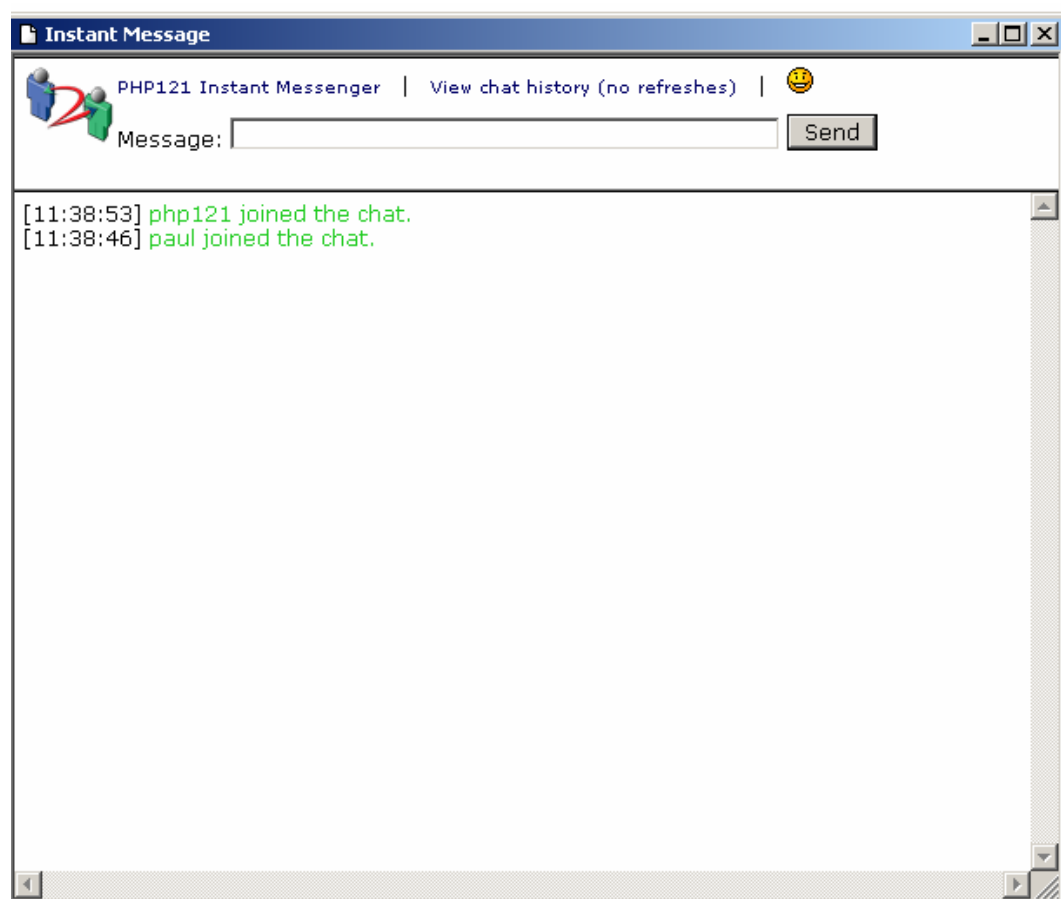 Instant Message
PHP121 Instant Messenger | View chat history (no refreshes) |
Message: Send
[11:38:53] php121 joined the chat.
[11:38:46] paul joined the chat.